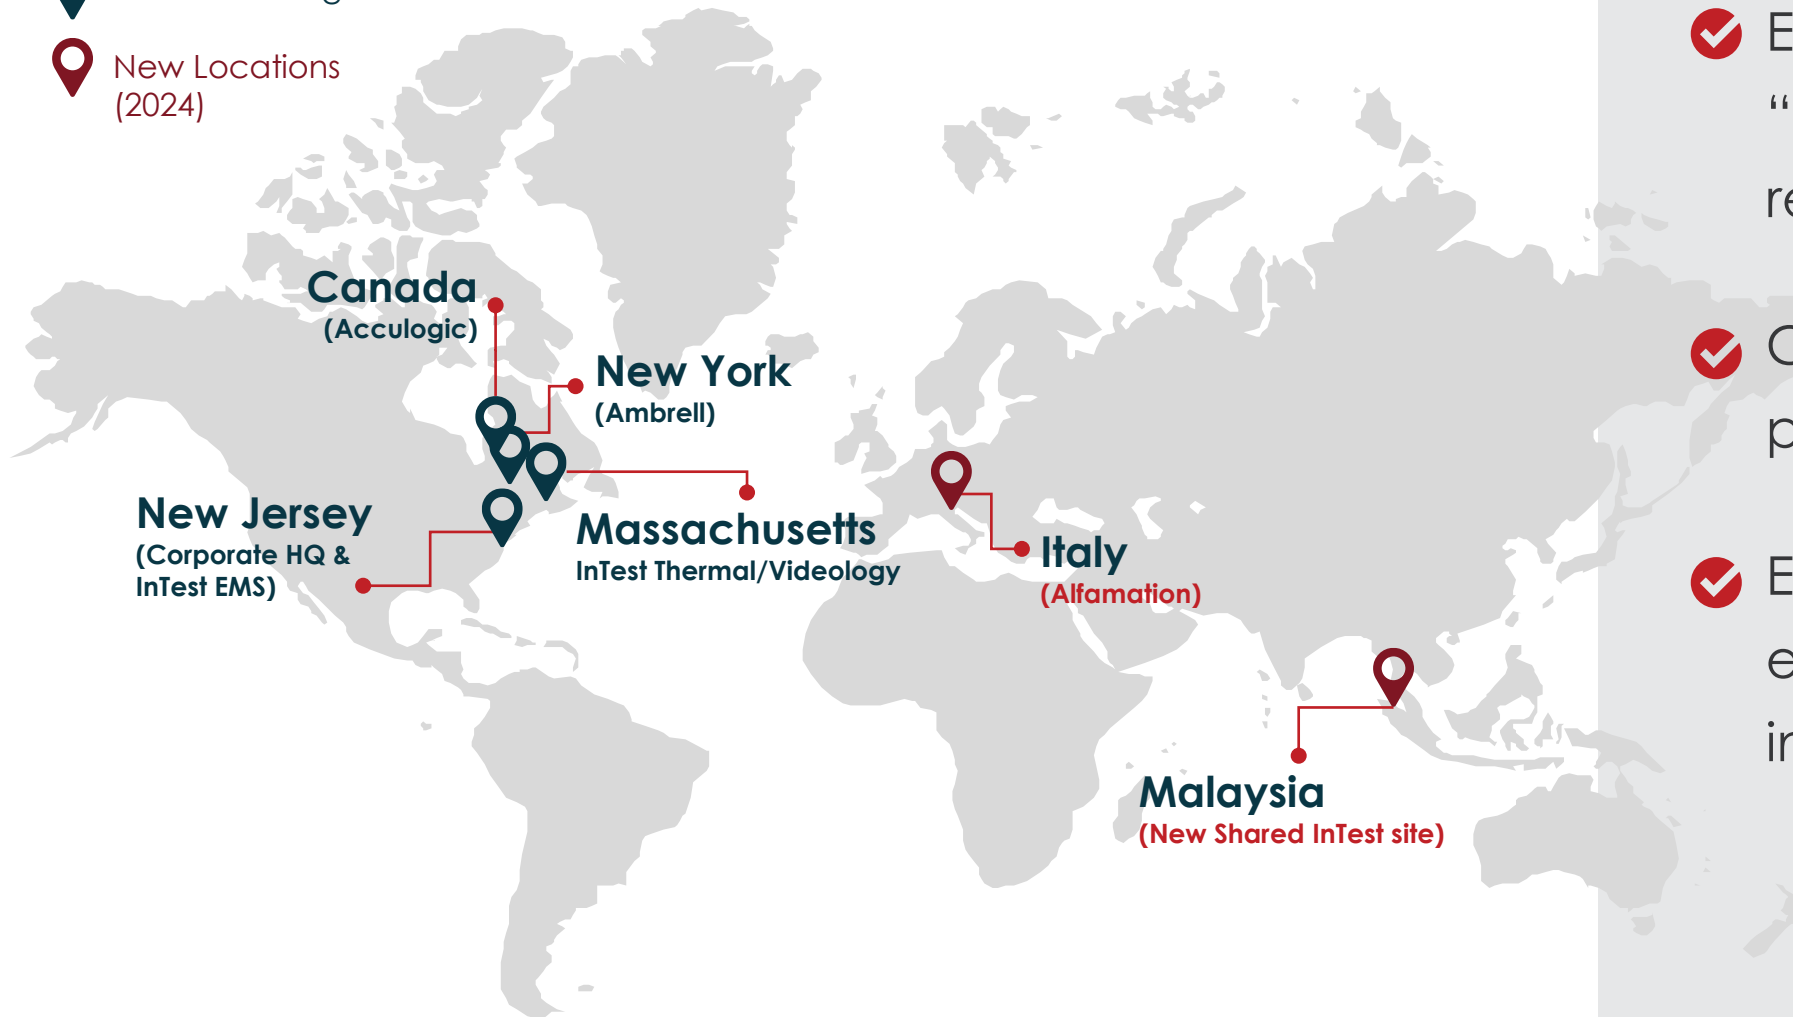 New Locations
(2024)
Canada
(Acculogic)
New York
(Ambrell)
New Jersey
(Corporate HQ &
InTest EMS)
Massachusetts
InTest Thermal/Videology
Italy
(Alfamation)
Malaysia
(New Shared InTest site)